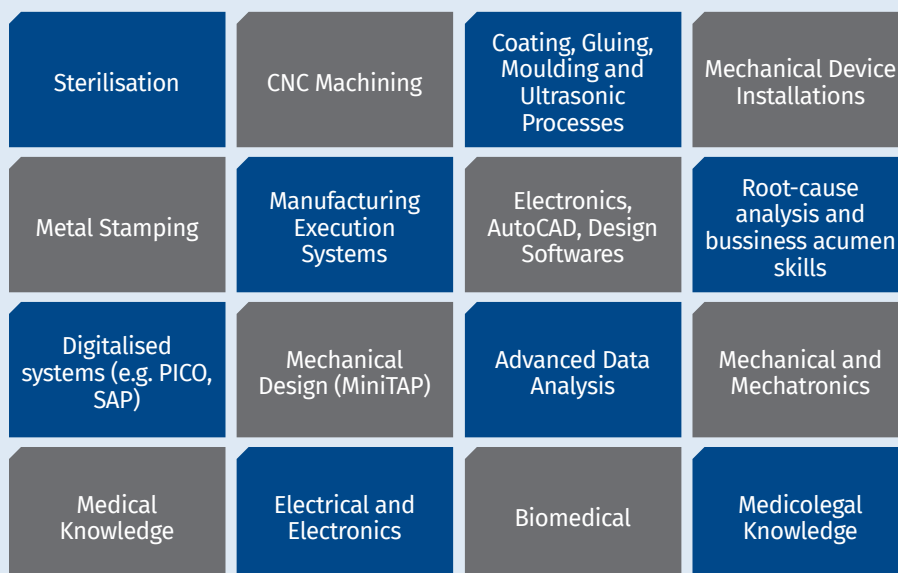 Sterilisation
CNC Machining
Coating, Gluing,
Moulding and
Ultrasonic
Processes
Mechanical Device
Installations
Metal Stamping
Manufacturing
Execution
Systems
Electronics,
AutoCAD, Design
Softwares
Root-cause
analysis and
bussiness acumen
skills
Digitalised
systems (e.g. PICO,
SAP)
Mechanical
Design (MiniTAP)
Advanced Data
Analysis
Mechanical and
Mechatronics
Medical
Knowledge
Electrical and
Electronics
Biomedical
Medicolegal
Knowledge